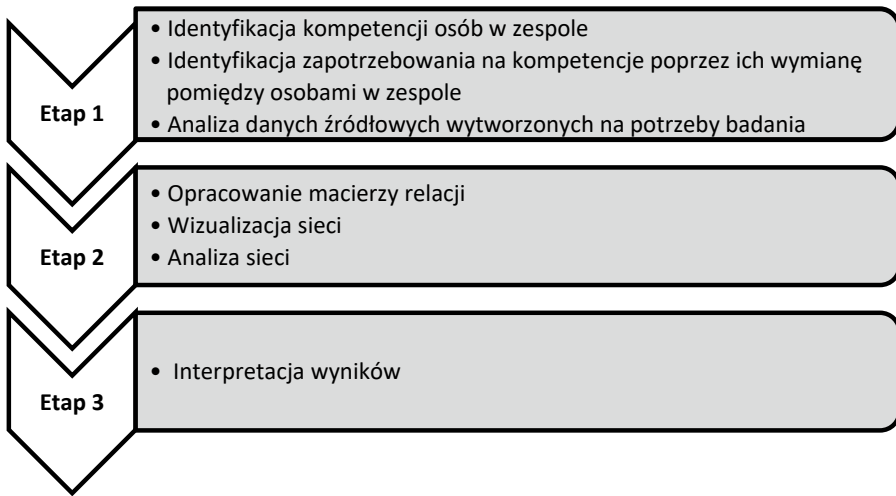 Etap 1
• Identyfikacja kompetencji osób w zespole
• Identyfikacja zapotrzebowania na kompetencje poprzez ich wymianę
pomiędzy osobami w zespole
• Analiza danych źródłowych wytworzonych na potrzeby badania
Etap 2
• Opracowanie macierzy relacji
• Wizualizacja sieci
• Analiza sieci
Etap 3
• Interpretacja wyników